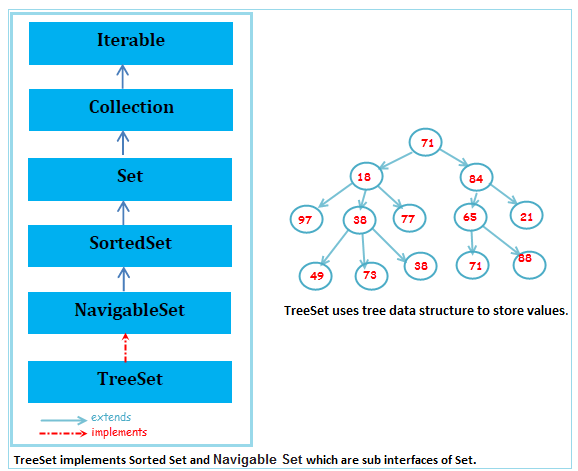 Iterable
Collection
Set
SortedSet
NavigableSet
TreeSet
extends
implements
71
18 84
97 38 77 65 21
49 73 38 71 88
TreeSet uses tree data structure to store values.
TreeSet implements Sorted Set and Navigable Set which are sub interfaces of Set.